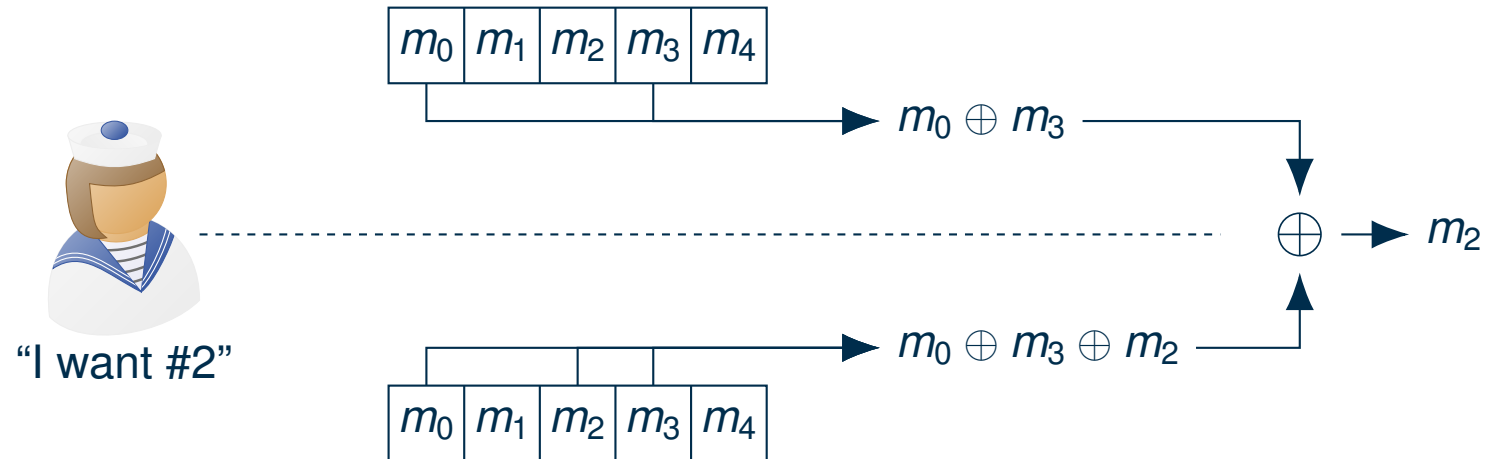 m₀ m₁ m₂ m₃ m₄
m₀ ⊕ m₃
⊕ m₂
m₀ ⊕ m₃ ⊕ m₂
“I want #2”
m₀ m₁ m₂ m₃ m₄